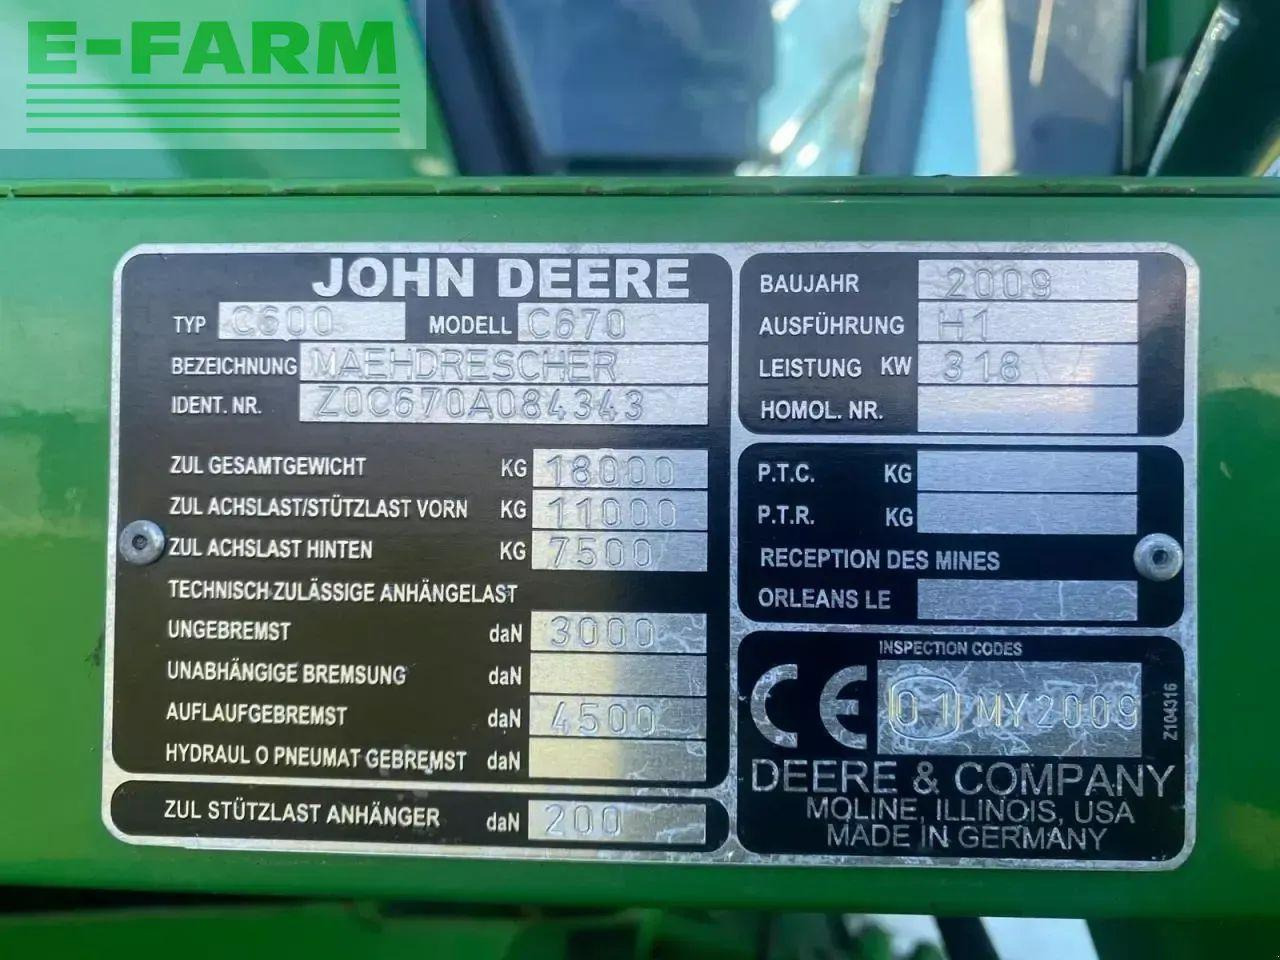 E-FARM
JOHN DEERE
TYP C600 MODELL C670
BEZEICHNUNG MAEHDRESCHER
IDENT. NR. Z0C670A084343
ZUL GESAMTGEWICHT KG 18000
ZUL ACHSLAST/STÜTZLAST VORN KG 11000
ZUL ACHSLAST HINTEN KG 7500
TECHNISCH ZULÄSSIGE ANHÄNGELAST
UNGEBREMST daN 3000
UNABHÄNGIGE BREMSUNG daN
AUFLAUFGEBREMST daN 4500
HYDRAUL O PNEUMAT GEBREMST daN
ZUL STÜTZLAST ANHÄNGER daN 200
BAUJAHR 2009
AUSFÜHRUNG H1
LEISTUNG KW 318
HOMOL. NR.
P.T.C. KG
P.T.R. KG
RECEPTION DES MINES
ORLEANS LE
INSPECTION CODES
CE 01 MY2009
Z104316
DEERE & COMPANY
MOLINE, ILLINOIS, USA
MADE IN GERMANY